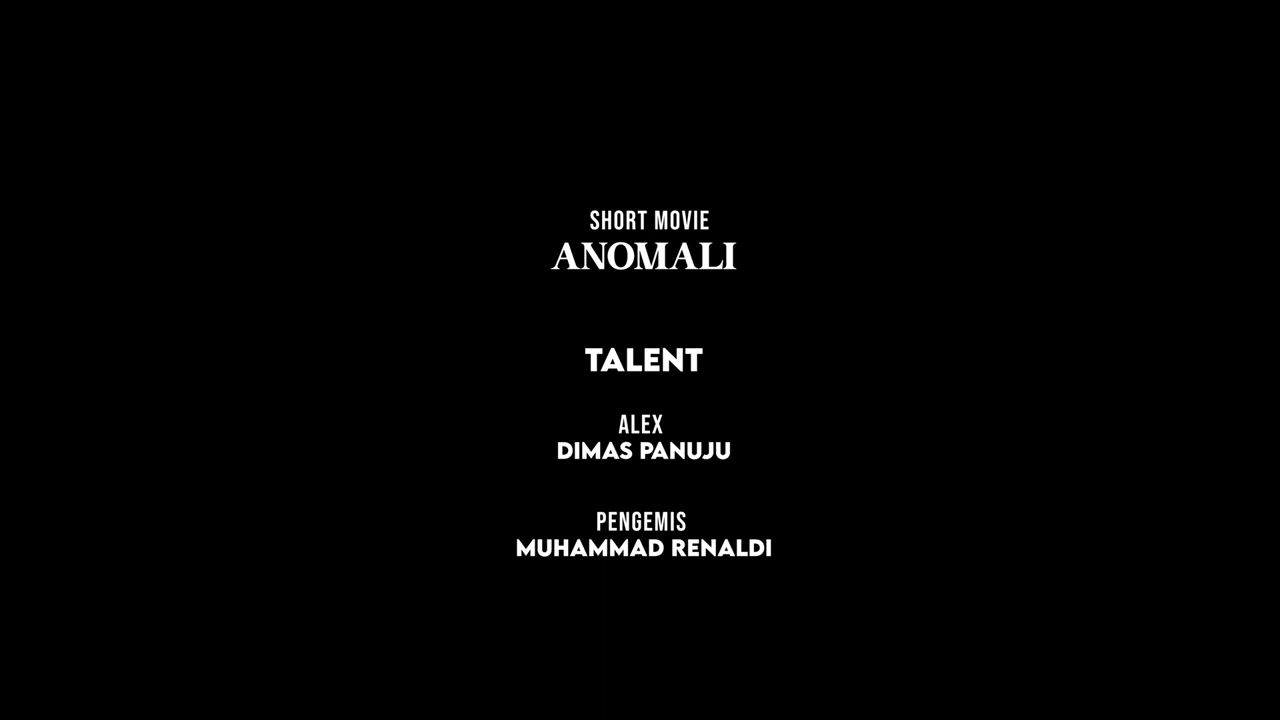 SHORT MOVIE
ANOMALI
TALENT
ALEX
DIMAS PANUJU
PENGEMIS
MUHAMMAD RENALDI